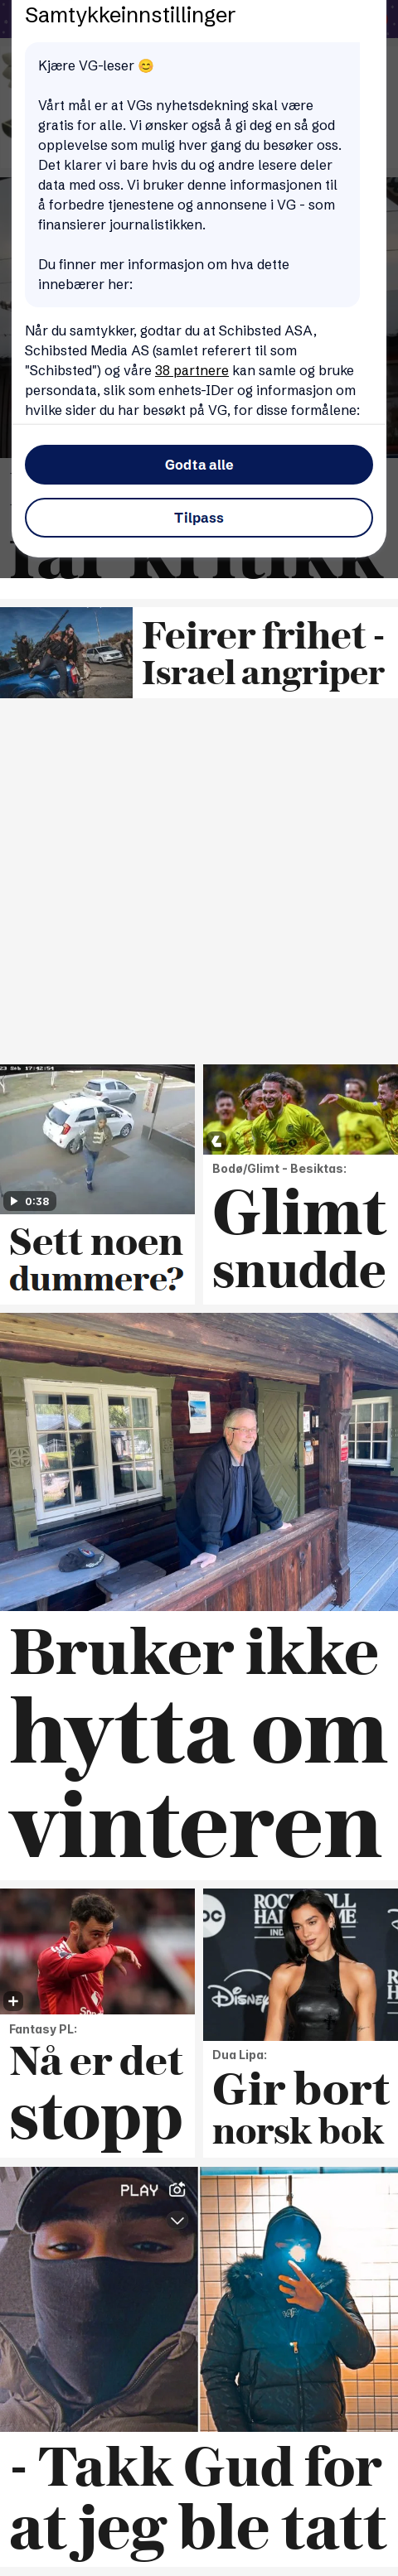 Samtykkeinnstillinger
Kjære VG-leser 😊
Vårt mål er at VGs nyhetsdekning skal være
gratis for alle. Vi ønsker også å gi deg en så god
opplevelse som mulig hver gang du besøker oss.
Det klarer vi bare hvis du og andre lesere deler
data med oss. Vi bruker denne informasjonen til
å forbedre tjenestene og annonsene i VG - som
finansierer journalistikken.
Du finner mer informasjon om hva dette
innebærer her:
Når du samtykker, godtar du at Schibsted ASA,
Schibsted Media AS (samlet referert til som
"Schibsted") og våre 38 partnere kan samle og bruke
persondata, slik som enhets-IDer og informasjon om
hvilke sider du har besøkt på VG, for disse formålene:
Godta alle
Tilpass
får kritikk
Feirer frihet -
Israel angriper
0:38
Sett noen
dummere?
Bodø/Glimt - Besiktas:
Glimt
snudde
Bruker ikke
hytta om
vinteren
Fantasy PL:
Nå er det
stopp
Disney
Dua Lipa:
Gir bort
norsk bok
PLAY
- Takk Gud for
at jeg ble tatt